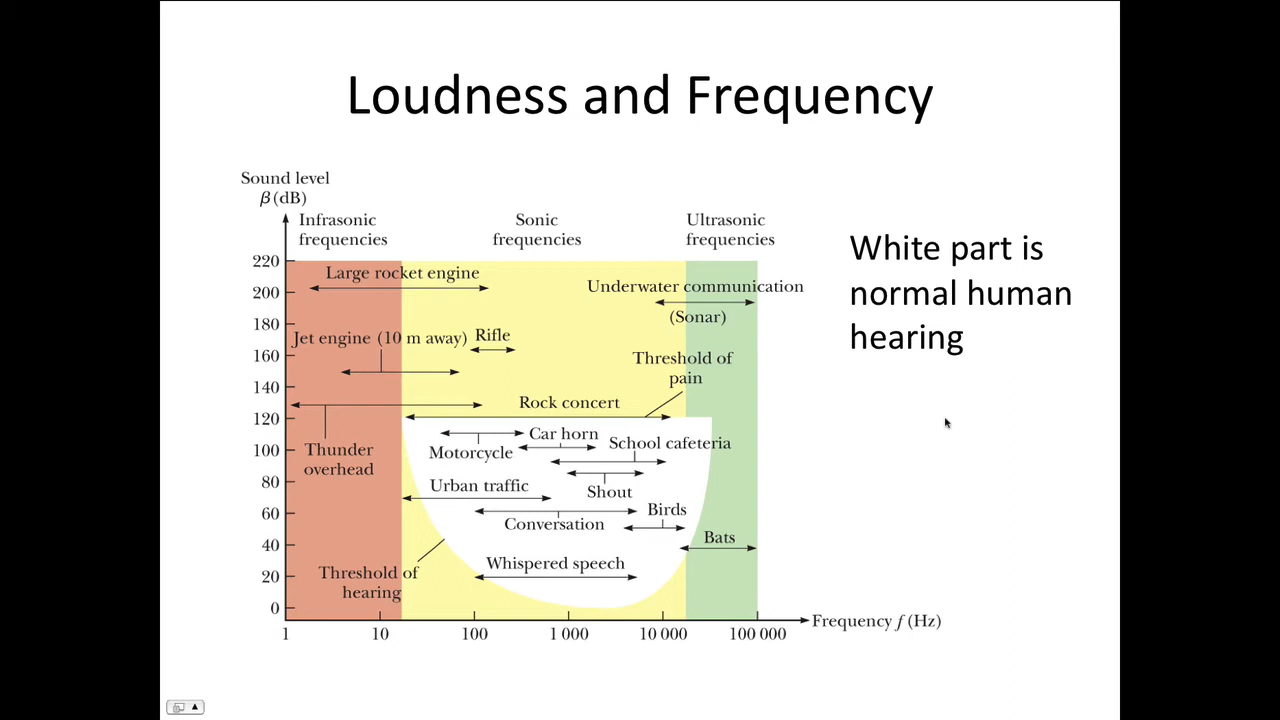 Loudness and Frequency
Sound level
β (dB)
Infrasonic
frequencies
Sonic
frequencies
Ultrasonic
frequencies
White part is
normal human
hearing
220
200
180
160
140
120
100
80
60
40
20
0
Large rocket engine
Underwater communication
(Sonar)
Jet engine (10 m away)
Rifle
Threshold of
pain
Rock concert
Thunder
overhead
Motorcycle
Car horn
School cafeteria
Urban traffic
Shout
Birds
Conversation
Bats
Whispered speech
Threshold of
hearing
1
10
100
1 000
10 000
100 000
Frequency f (Hz)